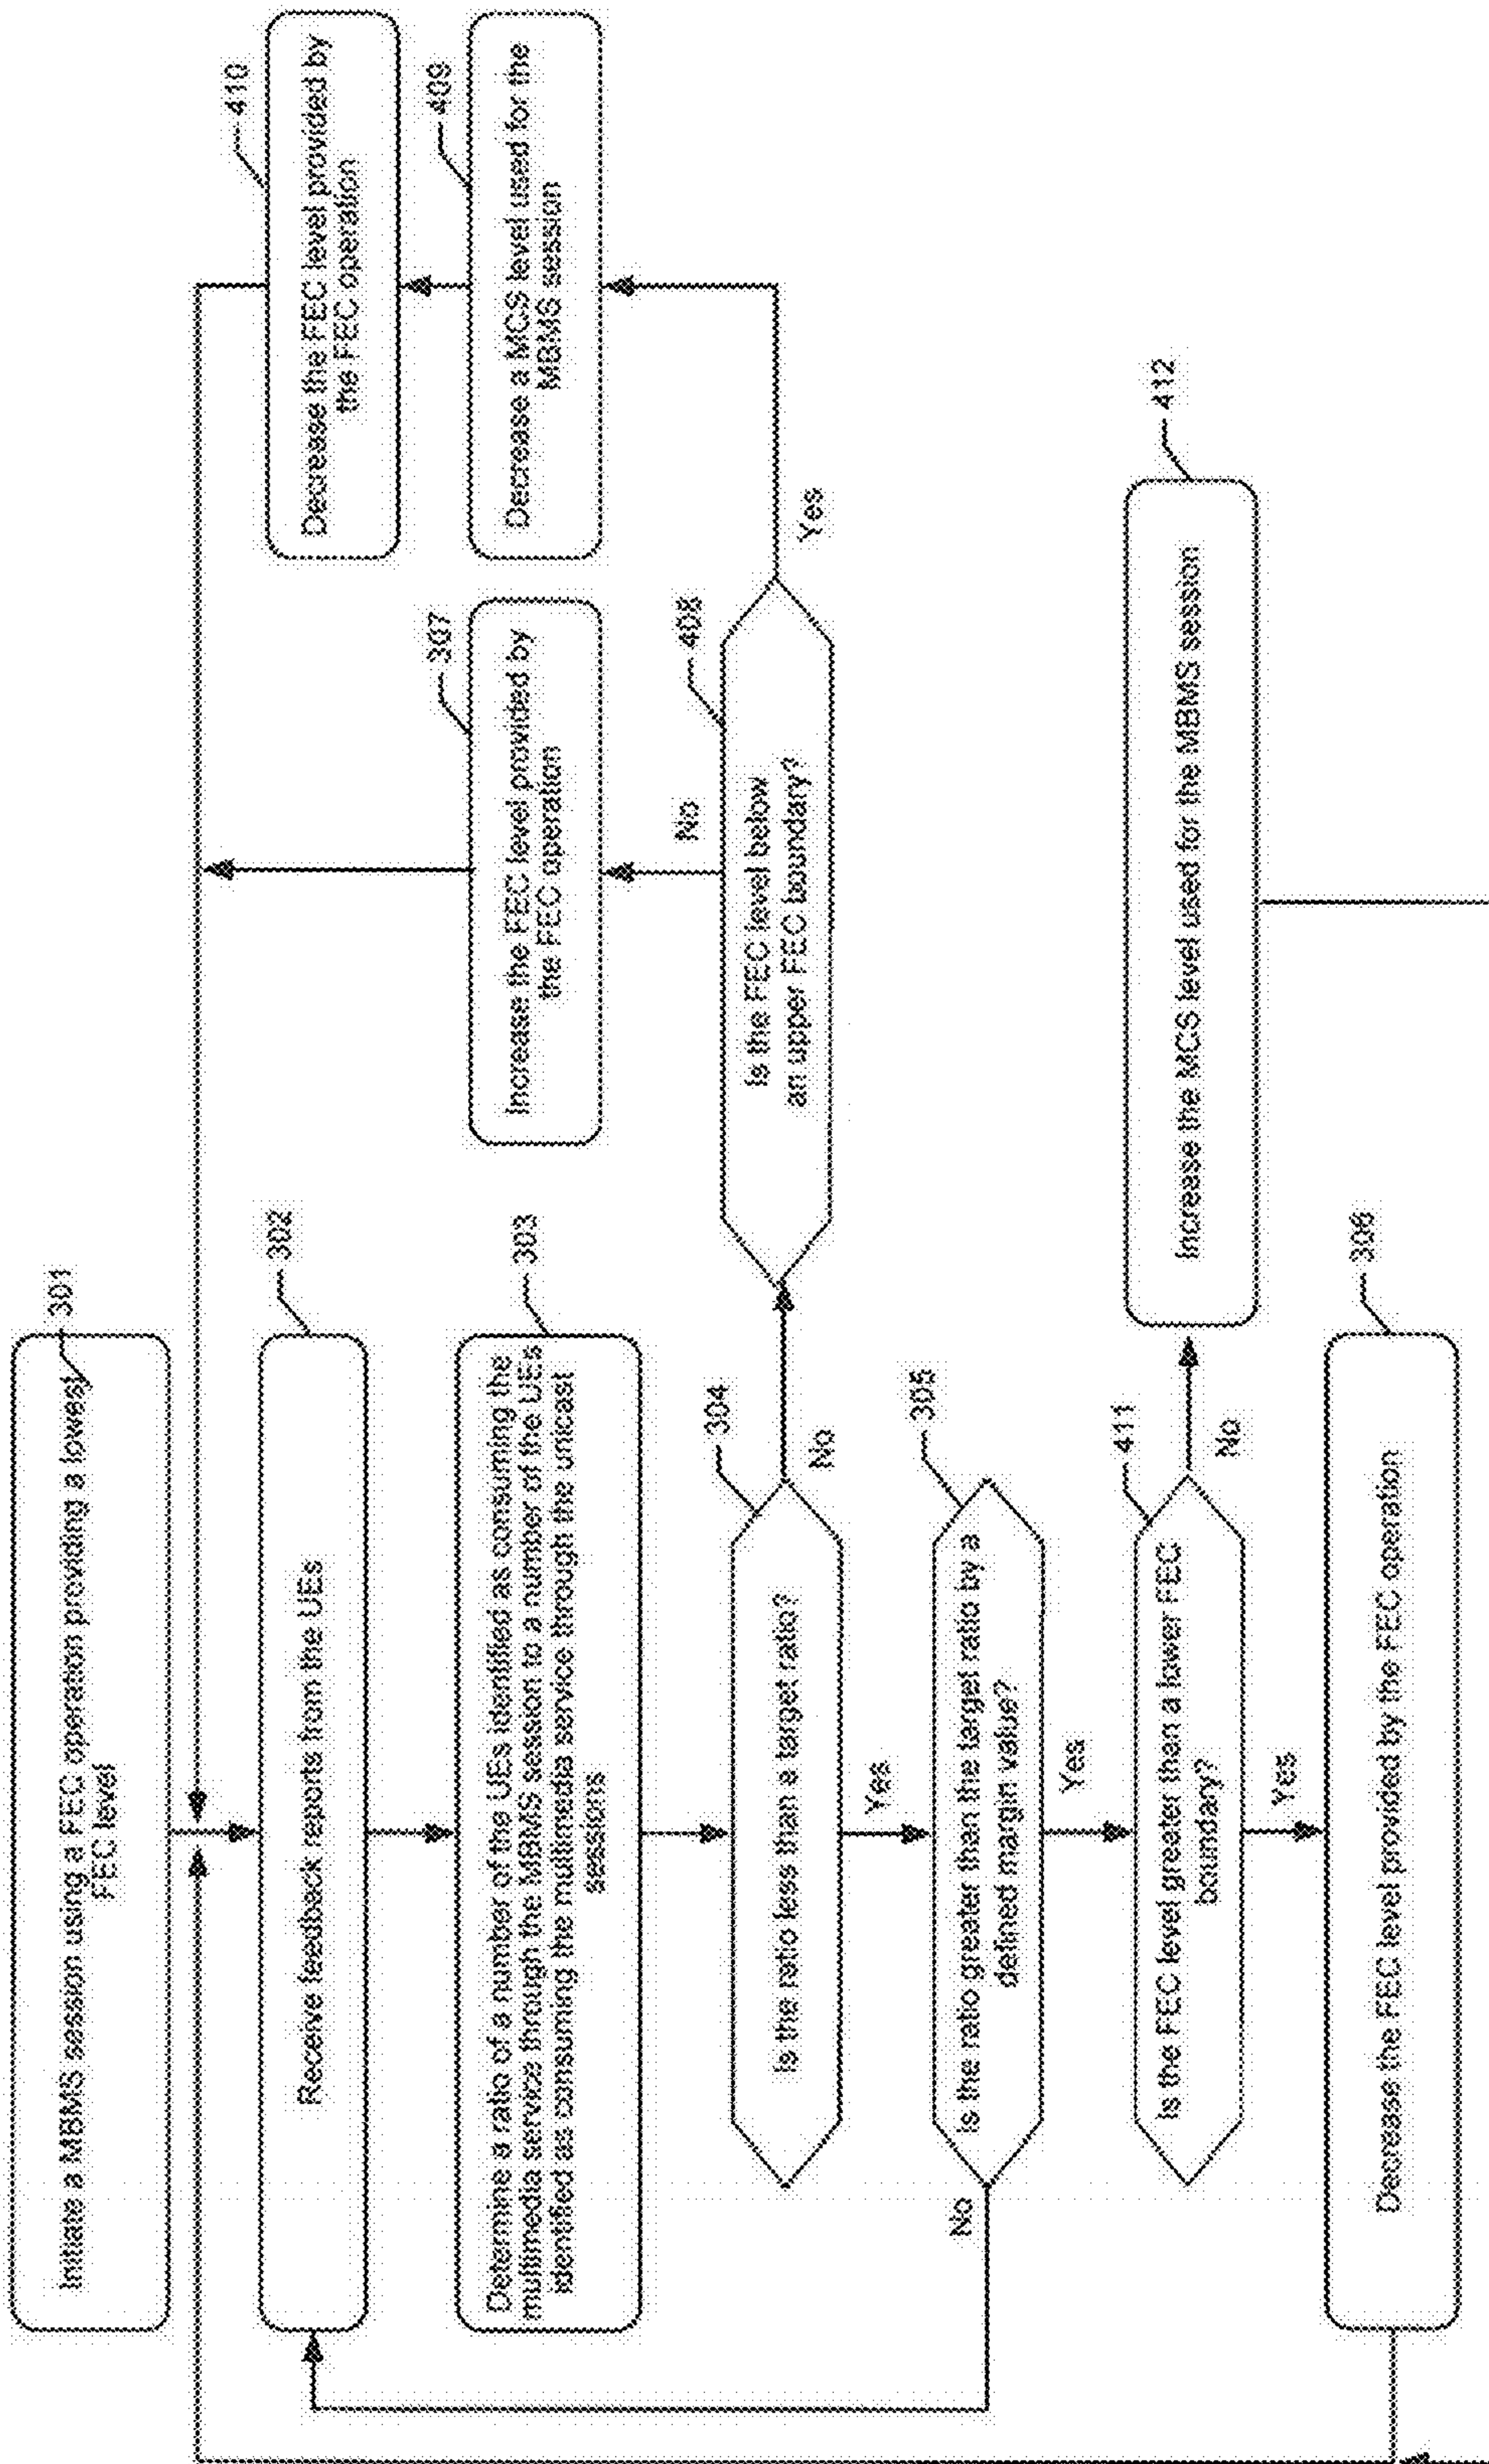 301
Initiate a MBMS session using a FEC operation providing a lowest
FEC level
302
Receive feedback reports from the UEs
303
Determine a ratio of a number of the UEs identified as consuming the
multimedia service through the MBMS session to a number of the UEs
identified as consuming the multimedia service through the unicast
sessions
304
Is the ratio less than a target ratio?
No
Yes
305
Is the ratio greater than the target ratio by a
defined margin value?
No
Yes
411
Is the FEC level greater than a lower FEC
boundary?
No
Yes
306
Decrease the FEC level provided by the FEC operation
412
Increase the MCS level used for the MBMS session
408
Is the FEC level below
an upper FEC boundary?
No
Yes
307
Increase the FEC level provided by
the FEC operation
409
Decrease a MCS level used for the
MBMS session
410
Decrease the FEC level provided by
the FEC operation